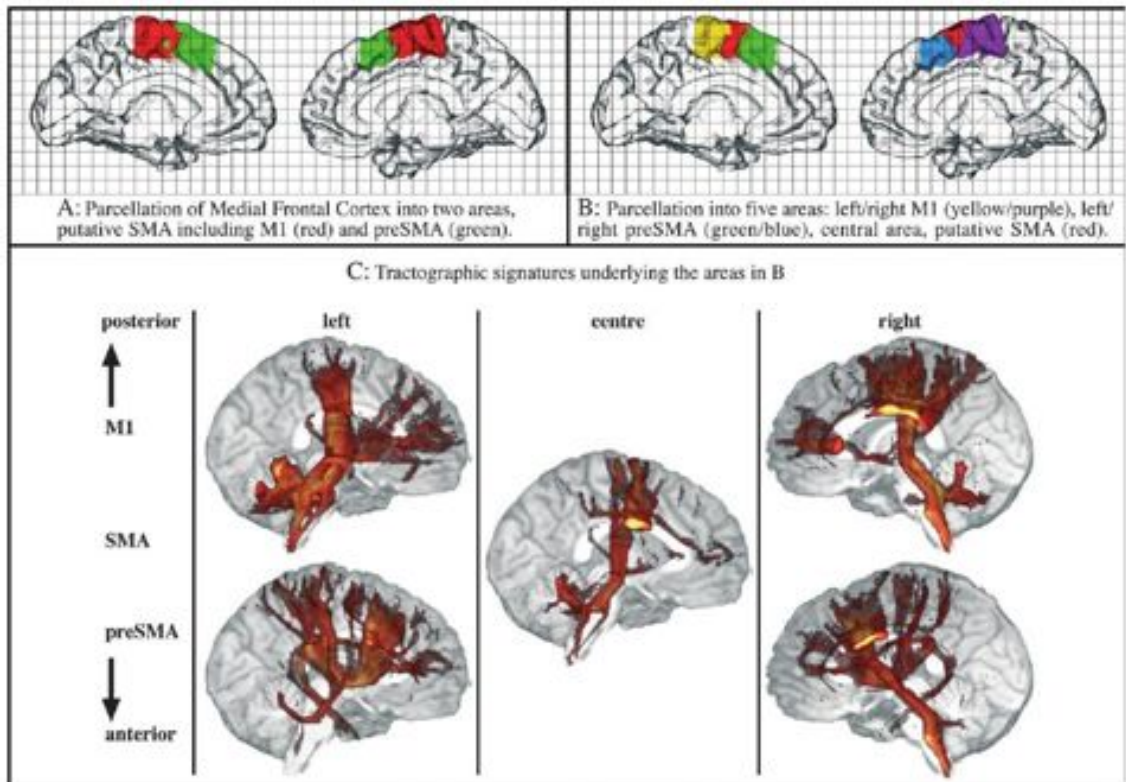 A: Parcellation of Medial Frontal Cortex into two areas,
putative SMA including M1 (red) and preSMA (green).
B: Parcellation into five areas: left/right M1 (yellow/purple), left/
right preSMA (green/blue), central area, putative SMA (red).
C: Tractographic signatures underlying the areas in B
posterior
left
centre
right
M1
SMA
preSMA
anterior